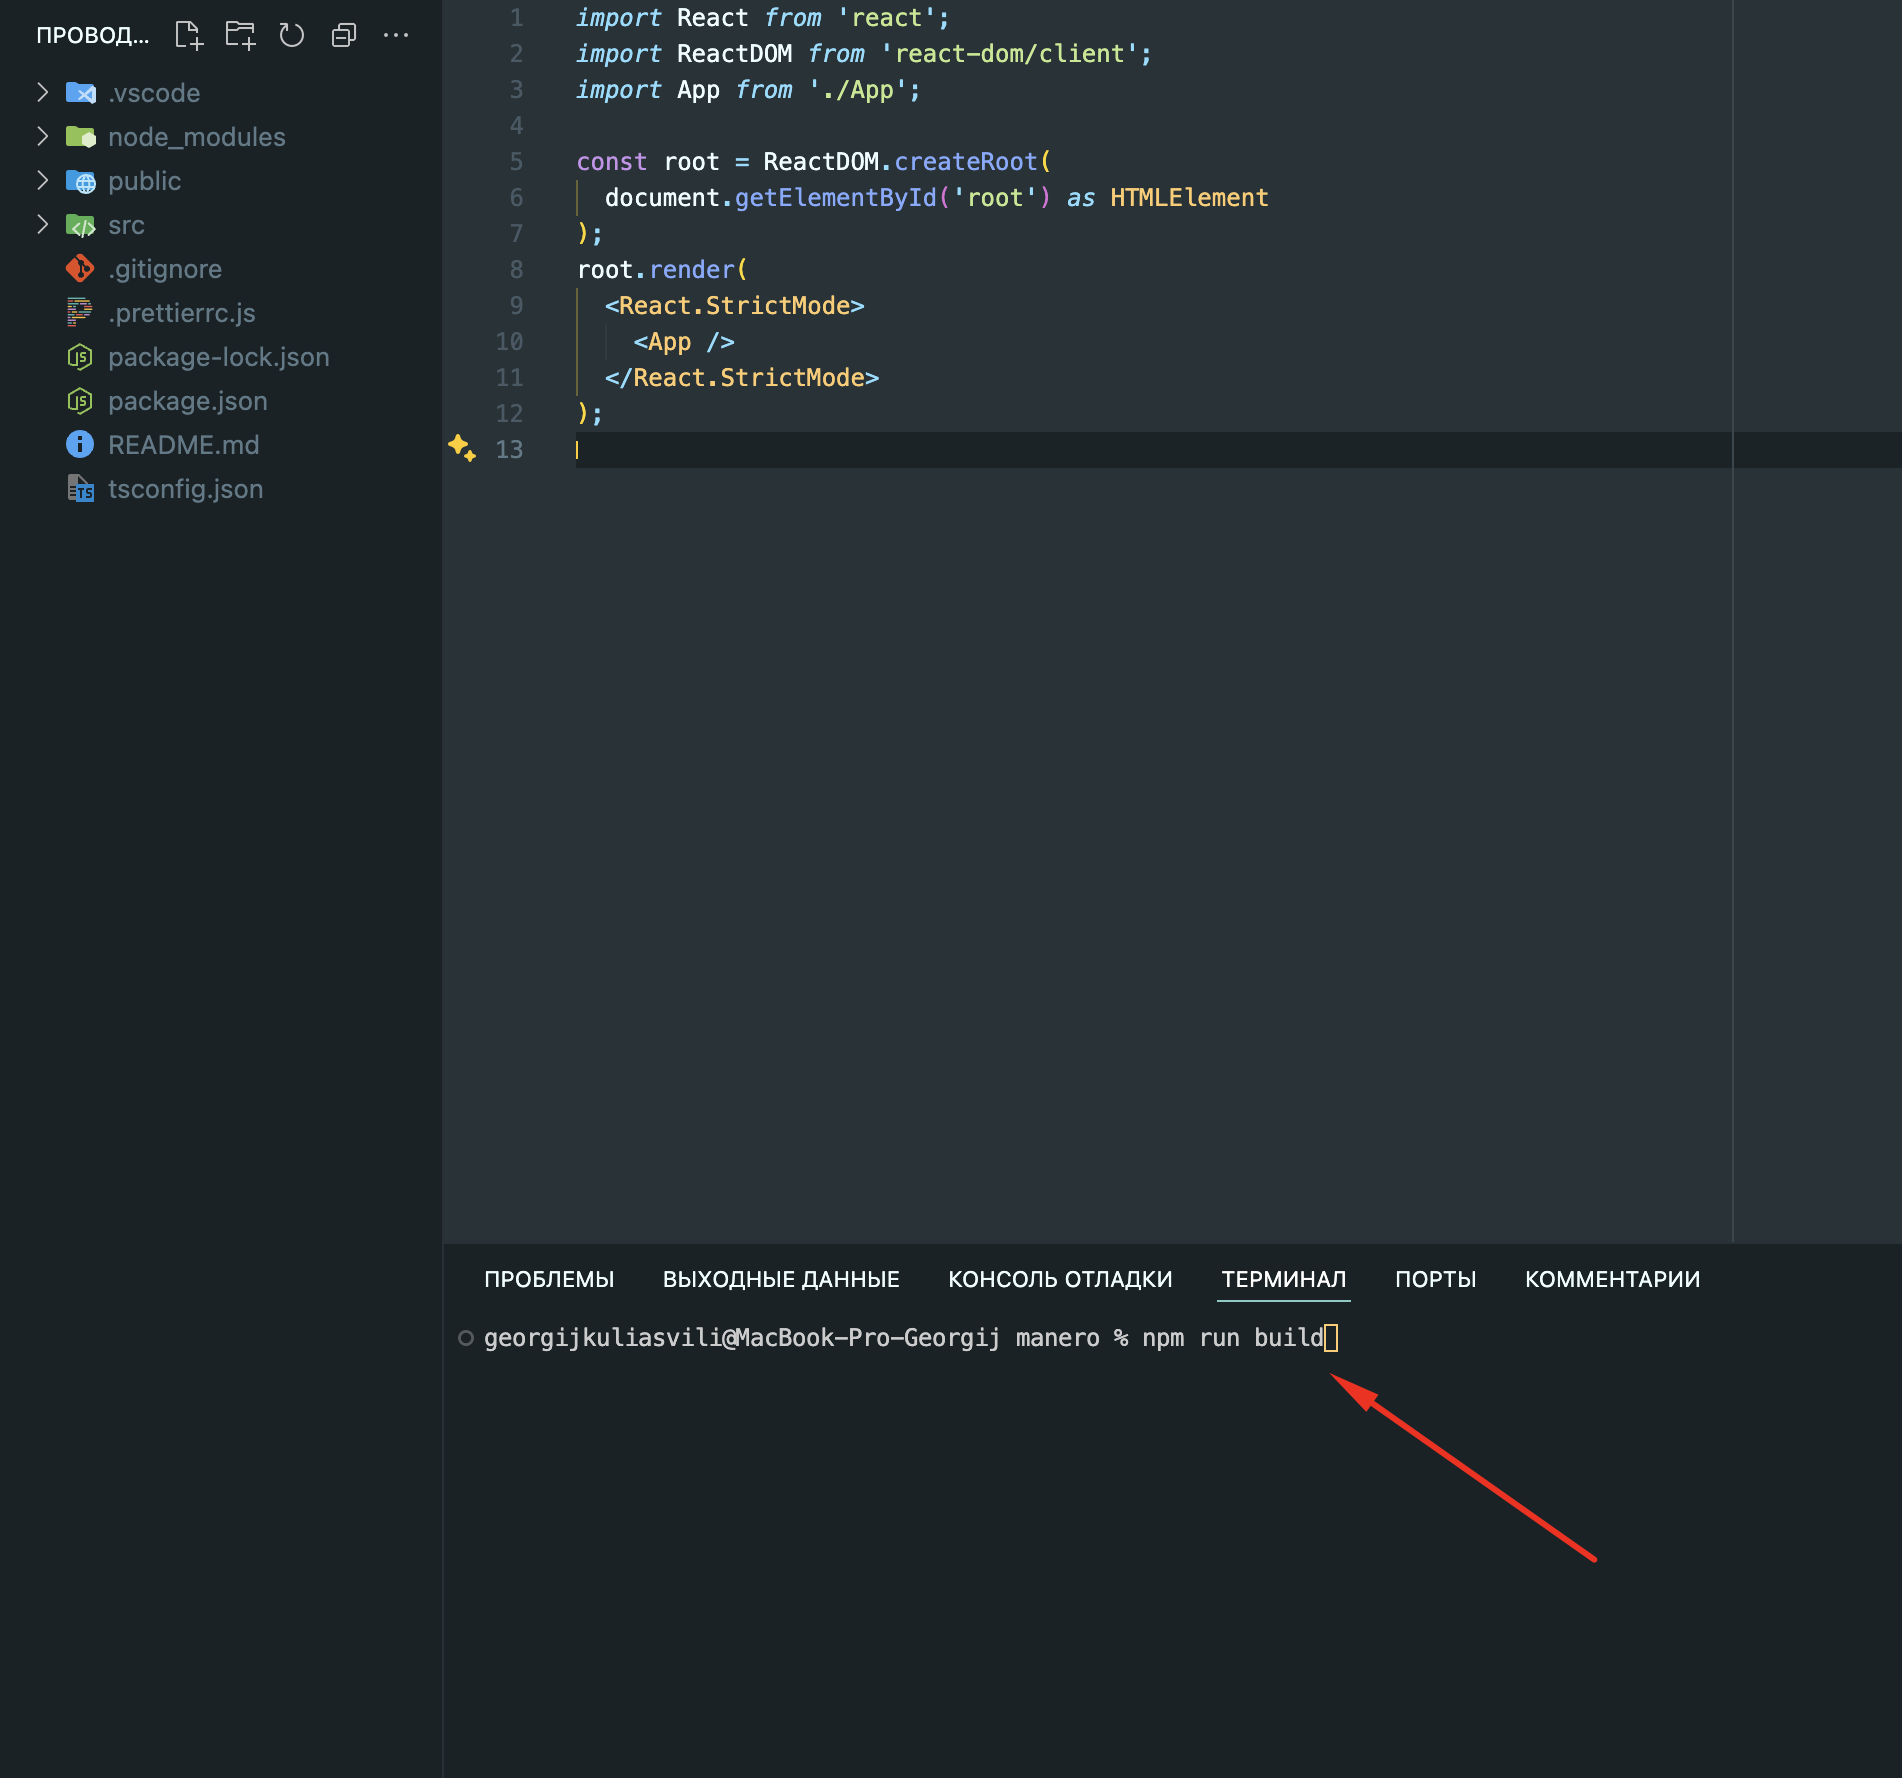 ПРОВОД...
.vscode
node_modules
public
src
.gitignore
.prettierrc.js
package-lock.json
package.json
README.md
tsconfig.json
1 import React from 'react';
2 import ReactDOM from 'react-dom/client';
3 import App from './App';
4
5 const root = ReactDOM.createRoot(
6 document.getElementById('root') as HTMLElement
7 );
8 root.render(
9 <React.StrictMode>
10 <App />
11 </React.StrictMode>
12 );
13
ПРОБЛЕМЫ ВЫХОДНЫЕ ДАННЫЕ КОНСОЛЬ ОТЛАДКИ ТЕРМИНАЛ ПОРТЫ КОММЕНТАРИИ
georgijkuliasvili@MacBook-Pro-Georgij manero % npm run build